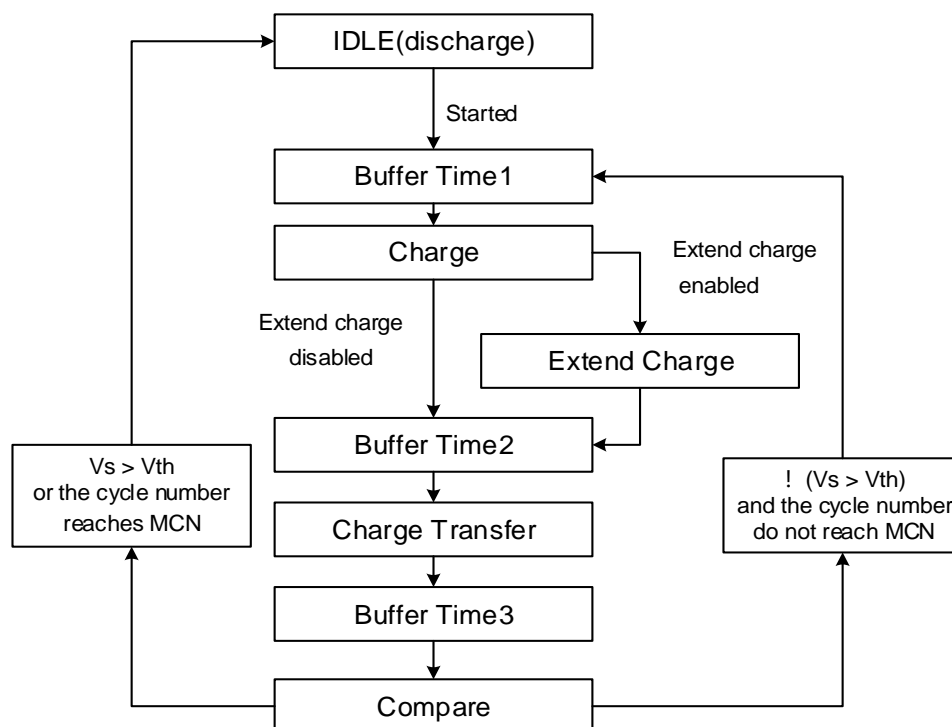 IDLE(discharge)
Started
Buffer Time1
Charge
Extend charge
enabled
Extend charge
disabled
Extend Charge
Buffer Time2
Vs > Vth
or the cycle number
reaches MCN
! (Vs > Vth)
and the cycle number
do not reach MCN
Charge Transfer
Buffer Time3
Compare